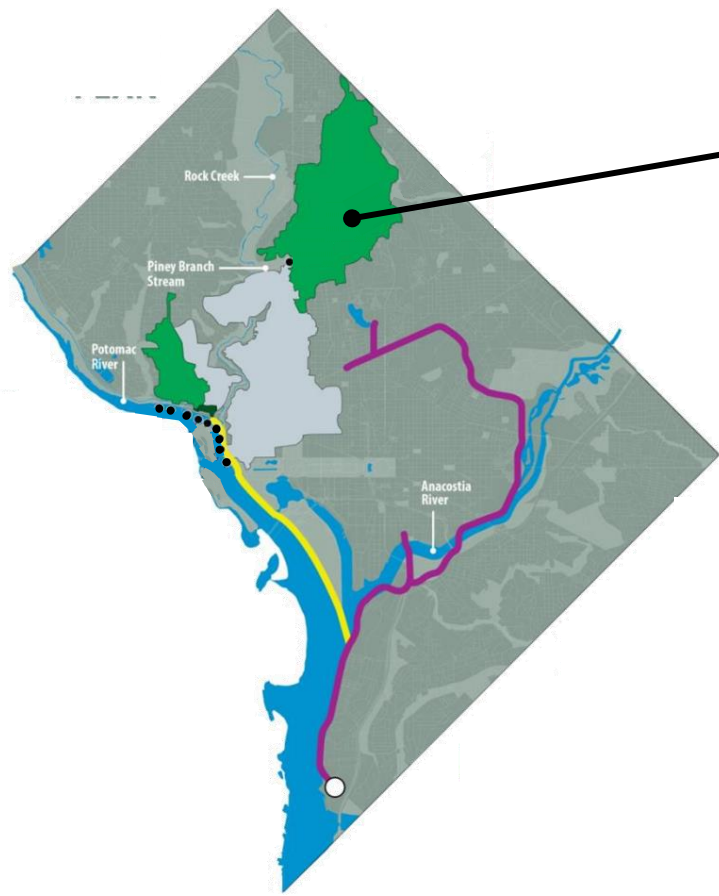 Rock Creek
Piney Branch
Stream
Potomac
River
Anacostia
River